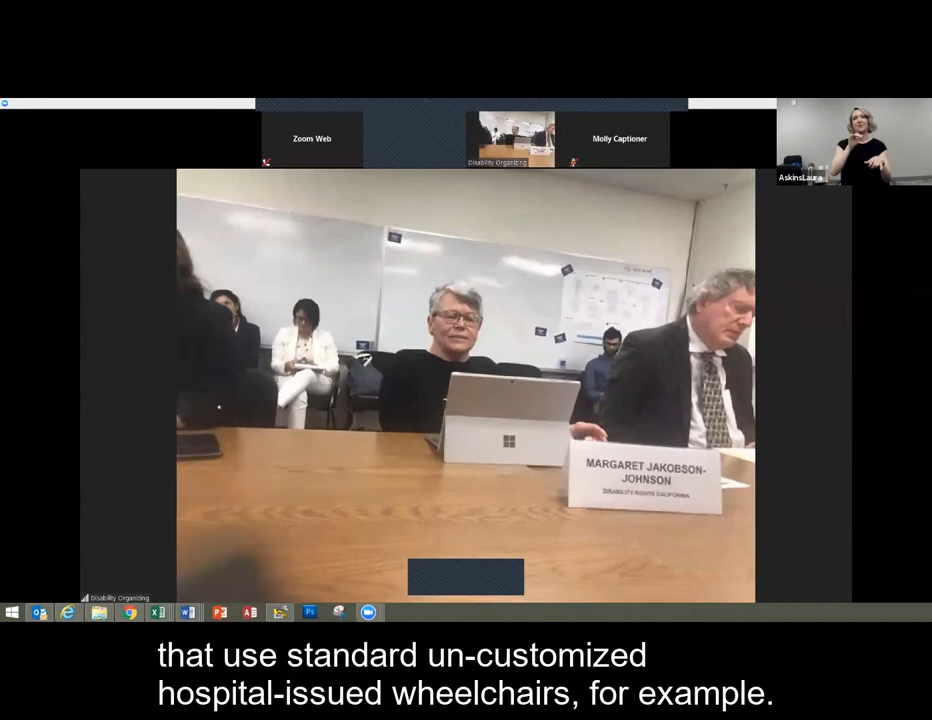 Zoom Web
Disability Organizing
Molly Captioner
AskinsLaura
MARGARET JAKOBSON-
JOHNSON
DISABILITY RIGHTS CALIFORNIA
Disability Organizing
that use standard un-customized
hospital-issued wheelchairs, for example.